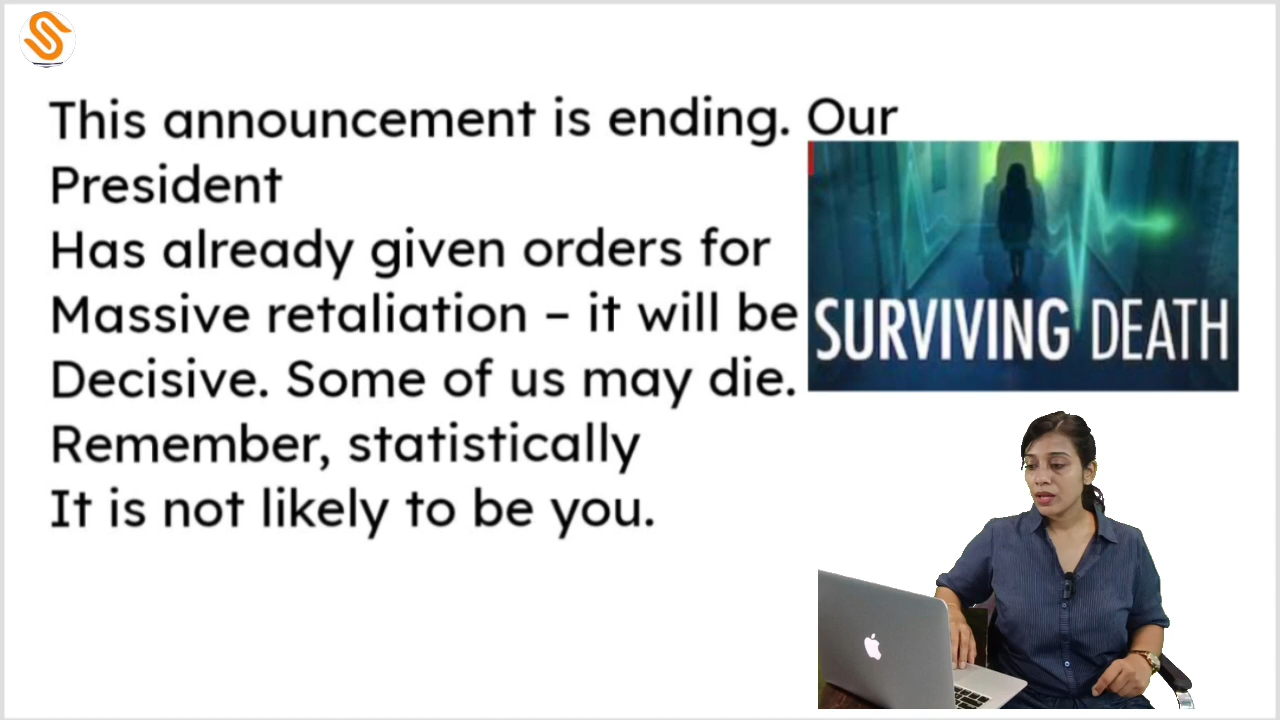 This announcement is ending. Our
President
Has already given orders for
Massive retaliation – it will be
Decisive. Some of us may die.
Remember, statistically
It is not likely to be you.
SURVIVING DEATH